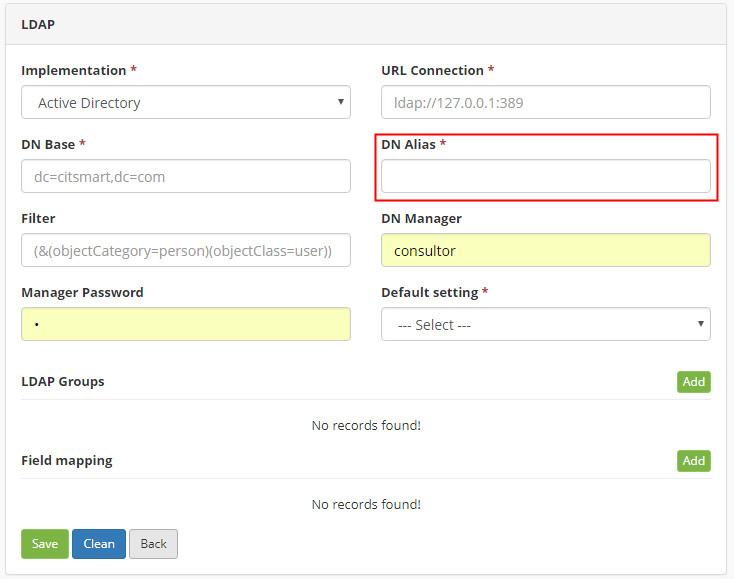 LDAP
Implementation * URL Connection *
Active Directory ldap://127.0.0.1:389
DN Base * DN Alias *
dc=citsmart,dc=com
Filter DN Manager
(&(objectCategory=person)(objectClass=user)) consultor
Manager Password Default setting *
• --- Select ---
LDAP Groups Add
No records found!
Field mapping Add
No records found!
Save Clean Back